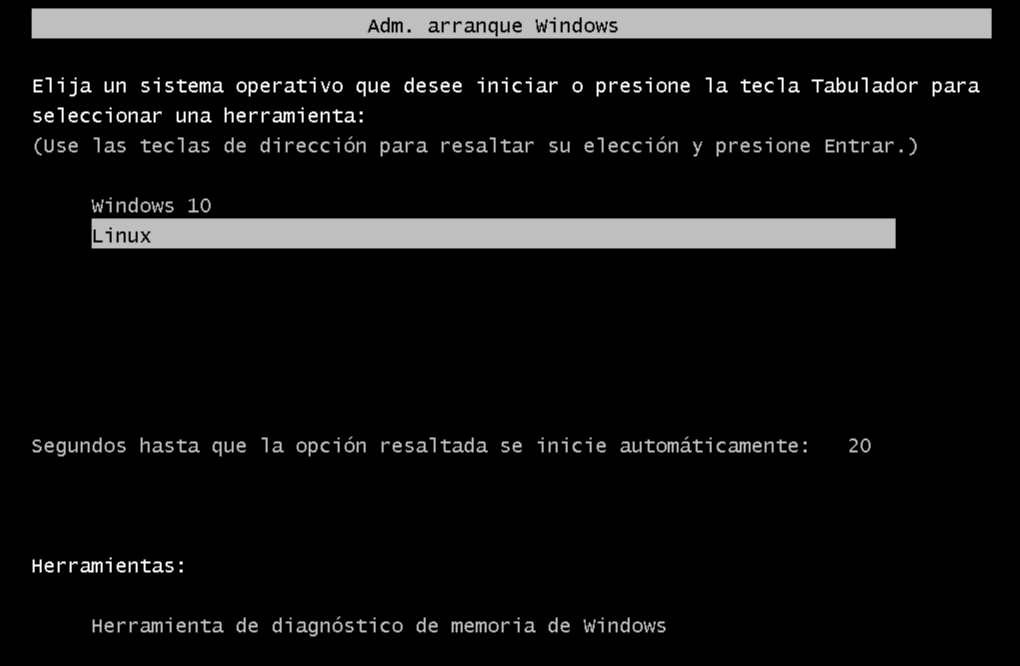 Adm. arranque Windows
Elija un sistema operativo que desee iniciar o presione la tecla Tabulador para
seleccionar una herramienta:
(Use las teclas de dirección para resaltar su elección y presione Entrar.)
Windows 10
Linux
Segundos hasta que la opción resaltada se inicie automáticamente: 20
Herramientas:
Herramienta de diagnóstico de memoria de Windows